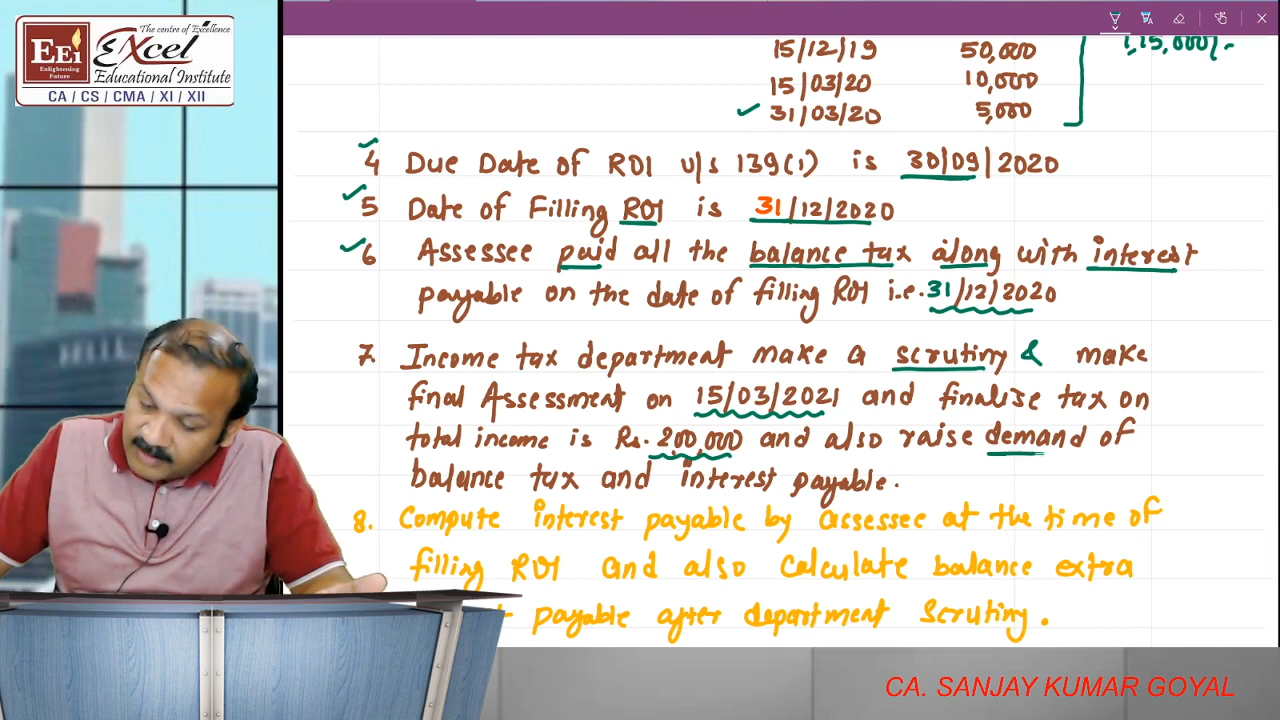 The centre of Excellence
EEi
Enlightening
Future
eXcel
Educational Institute
CA / CS / CMA / XI / XII
15/12/19 50,000
15/03/20 10,000
31/03/20 5,000
1,15,000/-
4 Due Date of ROI u/s 139(1) is 30/09/2020
5 Date of Filling ROI is 31/12/2020
6 Assessee paid all the balance tax along with interest
payable on the date of filling ROI i.e. 31/12/2020
7. Income tax department make a scrutiny & make
final Assessment on 15/03/2021 and finalise tax on
total income is Rs. 200,000 and also raise demand of
balance tax and interest payable.
8. Compute interest payable by assessee at the time of
filling ROI and also calculate balance extra
payable after department scrutiny.
CA. SANJAY KUMAR GOYAL